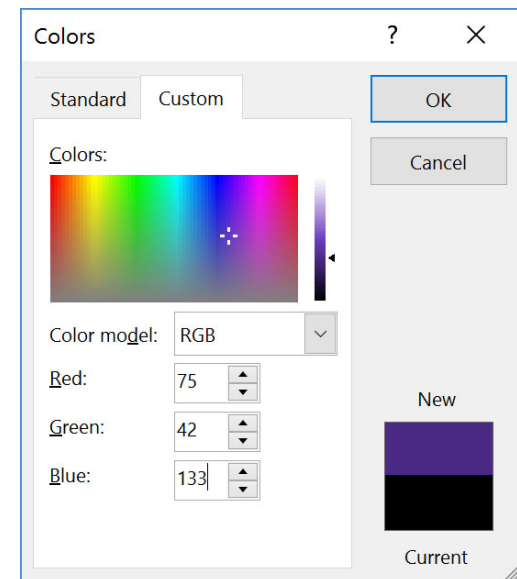 Colors ? ×
Standard Custom OK
Colors: Cancel
Color model: RGB
Red: 75
Green: 42
Blue: 133
New
Current